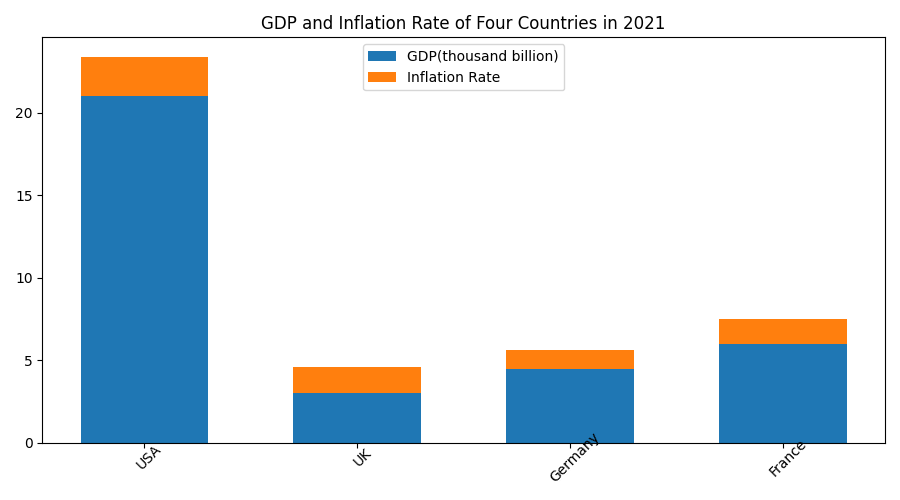 GDP and Inflation Rate of Four Countries in 2021
GDP(thousand billion)
Inflation Rate
20
15
10
5
0
USA
UK
Germany
France